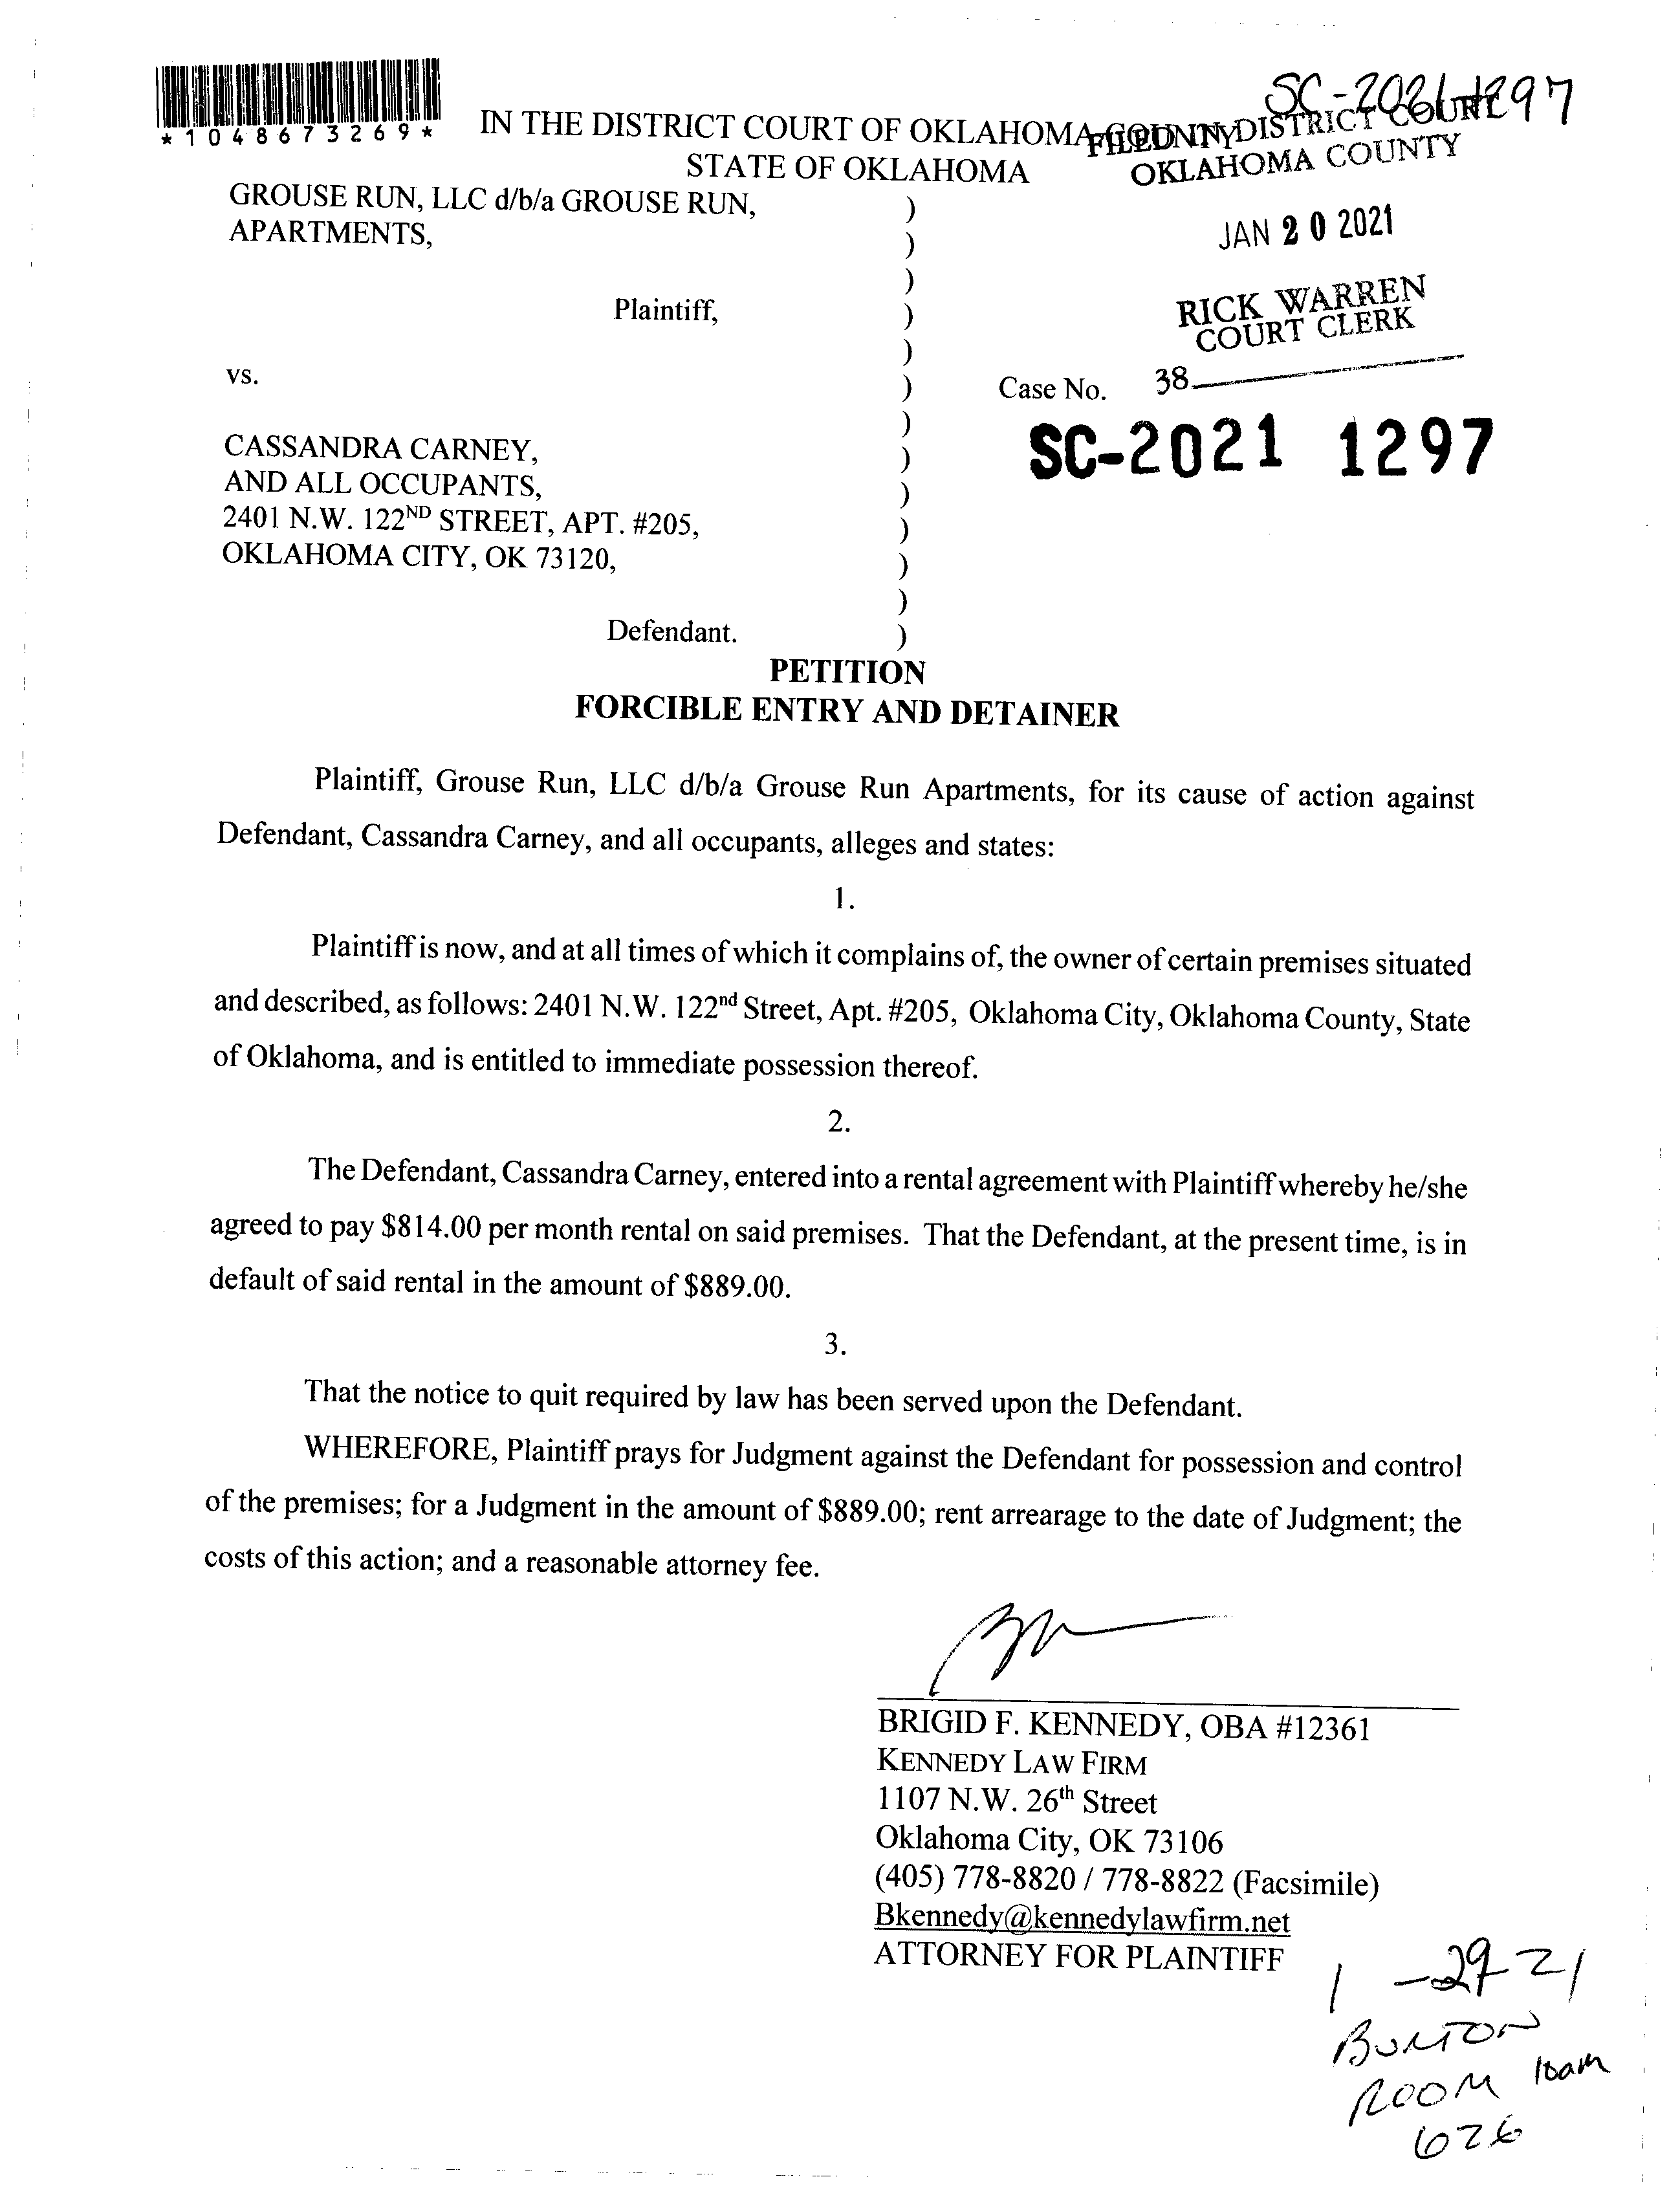 *1048673269*
SC-2021-1297
IN THE DISTRICT COURT OF OKLAHOMA COUNTY
STATE OF OKLAHOMA
FILED IN DISTRICT COURT
OKLAHOMA COUNTY
JAN 20 2021
RICK WARREN
COURT CLERK
38
GROUSE RUN, LLC d/b/a GROUSE RUN, )
APARTMENTS, )
)
Plaintiff, )
)
vs. ) Case No.
)
SC-2021 1297
CASSANDRA CARNEY, )
AND ALL OCCUPANTS, )
2401 N.W. 122ND STREET, APT. #205, )
OKLAHOMA CITY, OK 73120, )
)
Defendant. )
PETITION
FORCIBLE ENTRY AND DETAINER
Plaintiff, Grouse Run, LLC d/b/a Grouse Run Apartments, for its cause of action against
Defendant, Cassandra Carney, and all occupants, alleges and states:
1.
Plaintiff is now, and at all times of which it complains of, the owner of certain premises situated
and described, as follows: 2401 N.W. 122nd Street, Apt. #205, Oklahoma City, Oklahoma County, State
of Oklahoma, and is entitled to immediate possession thereof.
2.
The Defendant, Cassandra Carney, entered into a rental agreement with Plaintiff whereby he/she
agreed to pay $814.00 per month rental on said premises. That the Defendant, at the present time, is in
default of said rental in the amount of $889.00.
3.
That the notice to quit required by law has been served upon the Defendant.
WHEREFORE, Plaintiff prays for Judgment against the Defendant for possession and control
of the premises; for a Judgment in the amount of $889.00; rent arrearage to the date of Judgment; the
costs of this action; and a reasonable attorney fee.
BRIGID F. KENNEDY, OBA #12361
KENNEDY LAW FIRM
1107 N.W. 26th Street
Oklahoma City, OK 73106
(405) 778-8820 / 778-8822 (Facsimile)
Bkennedy@kennedylawfirm.net
ATTORNEY FOR PLAINTIFF
1-29-21
BURTON
ROOM 10am
626